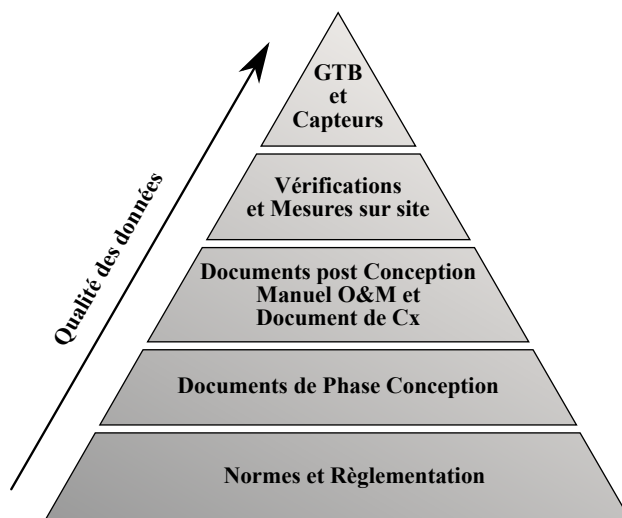 GTB
et
Capteurs
Vérifications
et Mesures sur site
Documents post Conception
Manuel O&M et
Document de Cx
Documents de Phase Conception
Normes et Règlementation
Qualité des données